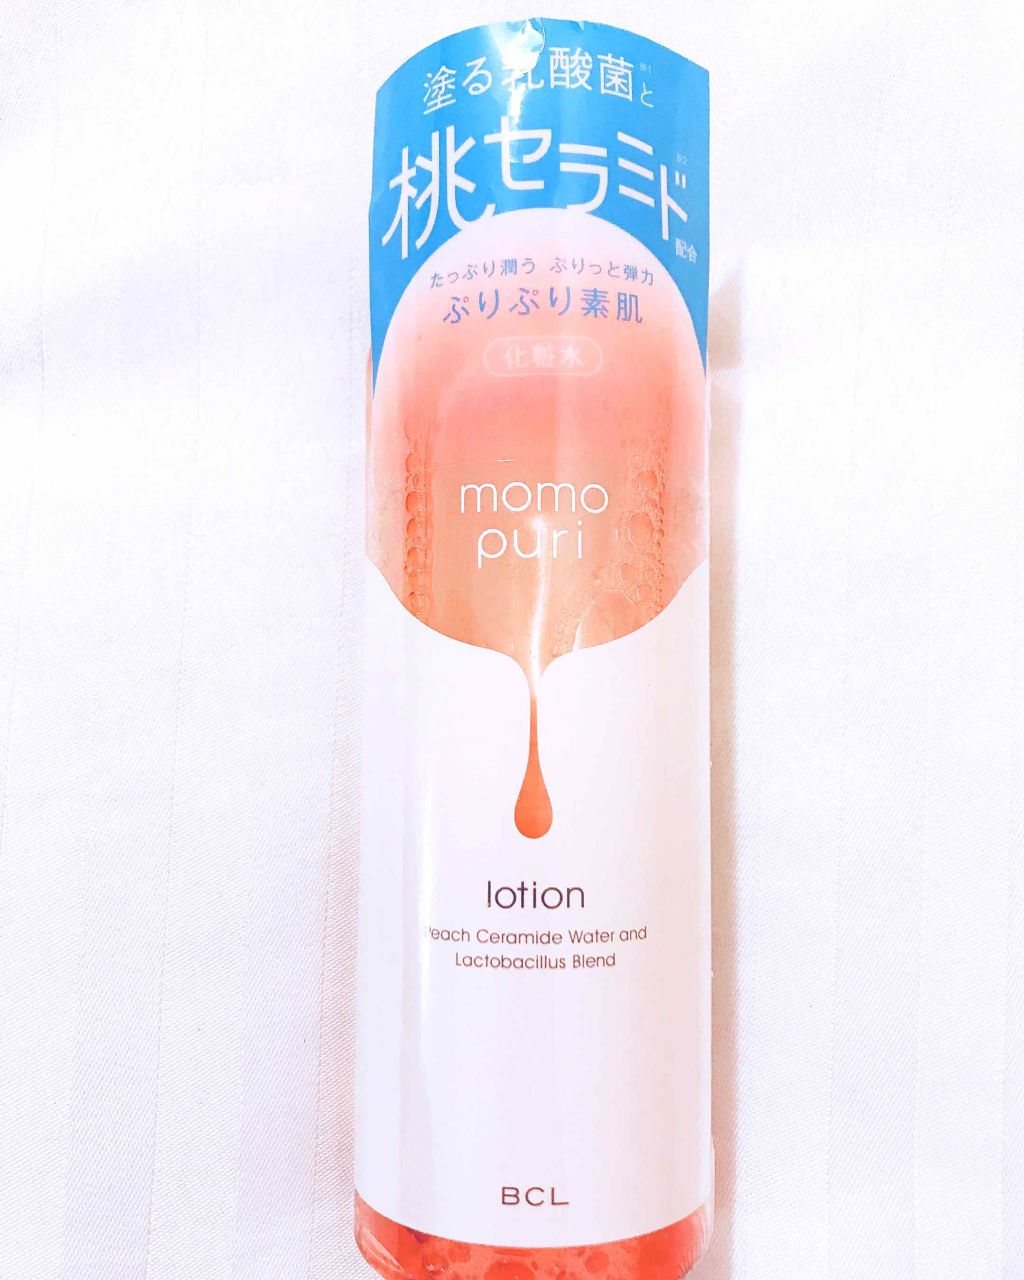 塗る乳酸菌※1と
桃セラミド※2
配合
たっぷり潤う ぷりっと弾力
ぷりぷり素肌
化粧水
momo
puri
lotion
Peach Ceramide Water and
Lactobacillus Blend
BCL